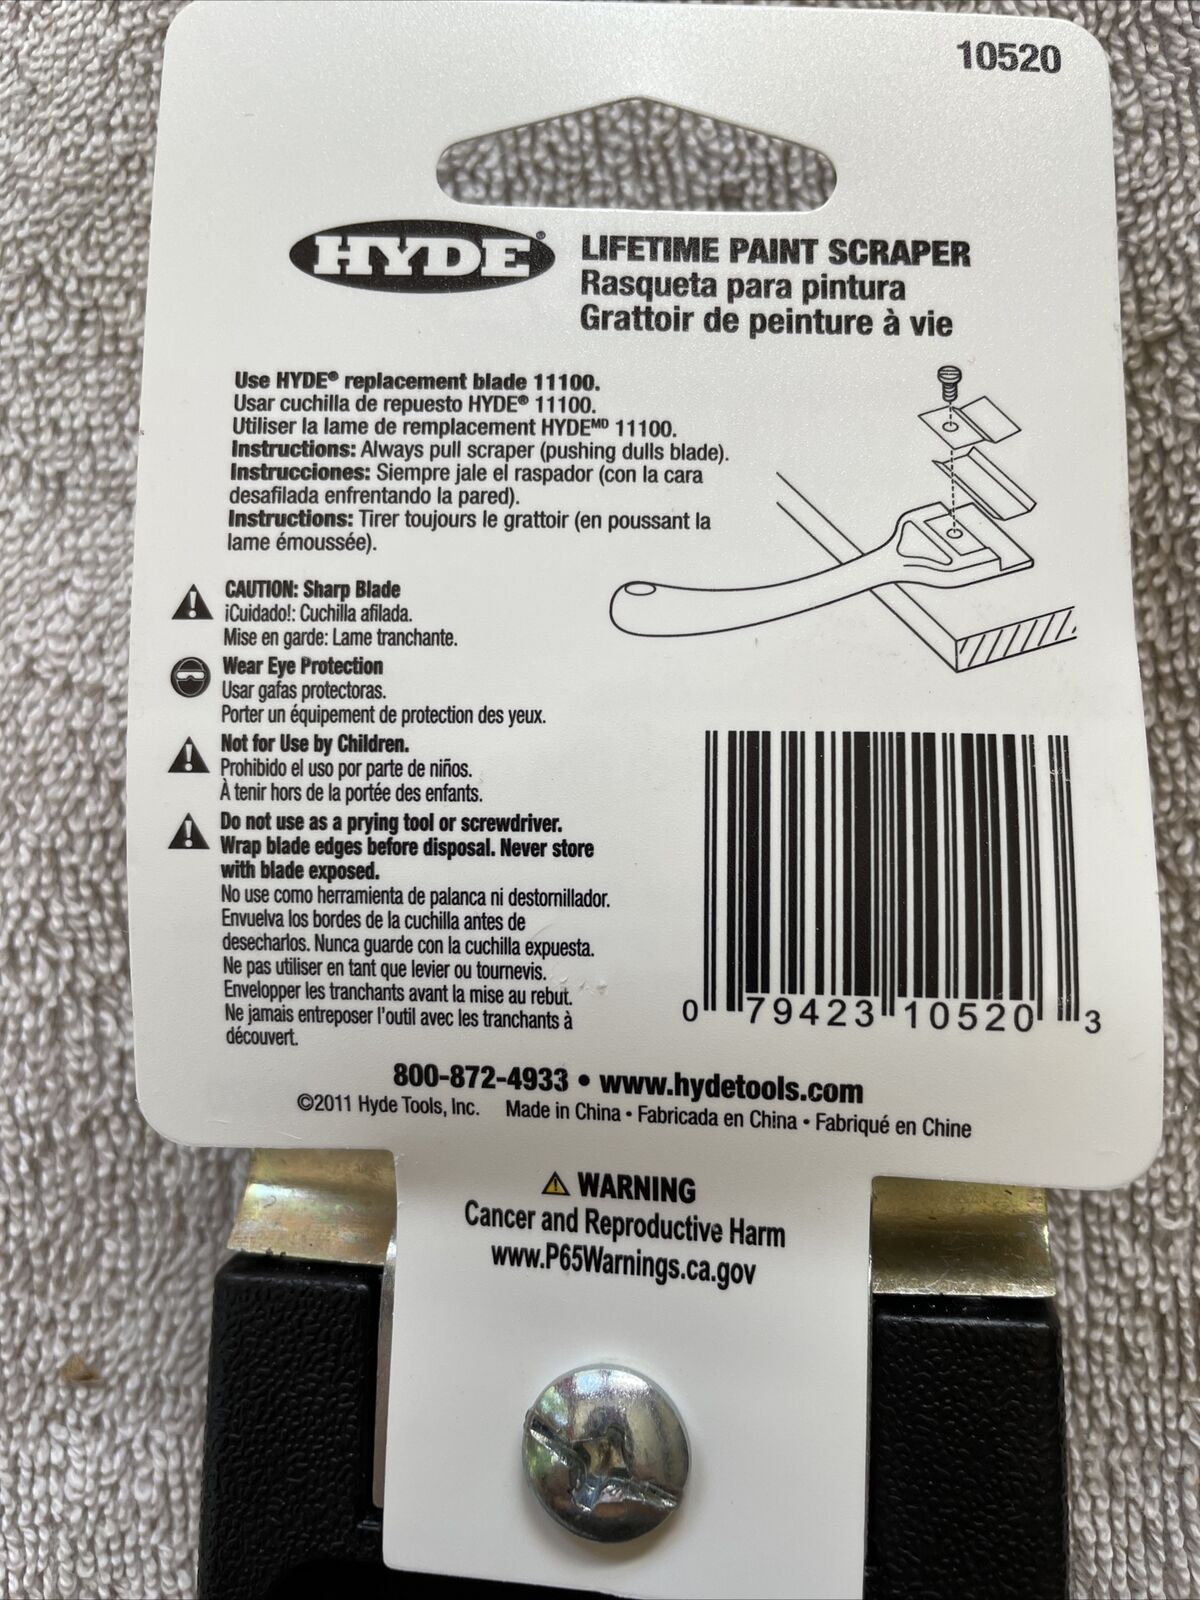 10520
HYDE®
LIFETIME PAINT SCRAPER
Rasqueta para pintura
Grattoir de peinture à vie
Use HYDE® replacement blade 11100.
Usar cuchilla de repuesto HYDE® 11100.
Utiliser la lame de remplacement HYDEᴹᴰ 11100.
Instructions: Always pull scraper (pushing dulls blade).
Instrucciones: Siempre jale el raspador (con la cara
desafilada enfrentando la pared).
Instructions: Tirer toujours le grattoir (en poussant la
lame émoussée).
CAUTION: Sharp Blade
¡Cuidado!: Cuchilla afilada.
Mise en garde: Lame tranchante.
Wear Eye Protection
Usar gafas protectoras.
Porter un équipement de protection des yeux.
Not for Use by Children.
Prohibido el uso por parte de niños.
À tenir hors de la portée des enfants.
Do not use as a prying tool or screwdriver.
Wrap blade edges before disposal. Never store
with blade exposed.
No use como herramienta de palanca ni destornillador.
Envuelva los bordes de la cuchilla antes de
desecharlos. Nunca guarde con la cuchilla expuesta.
Ne pas utiliser en tant que levier ou tournevis.
Envelopper les tranchants avant la mise au rebut.
Ne jamais entreposer l'outil avec les tranchants à
découvert.
0 79423 10520 3
800-872-4933 • www.hydetools.com
©2011 Hyde Tools, Inc. Made in China • Fabricada en China • Fabriqué en Chine
WARNING
Cancer and Reproductive Harm
www.P65Warnings.ca.gov